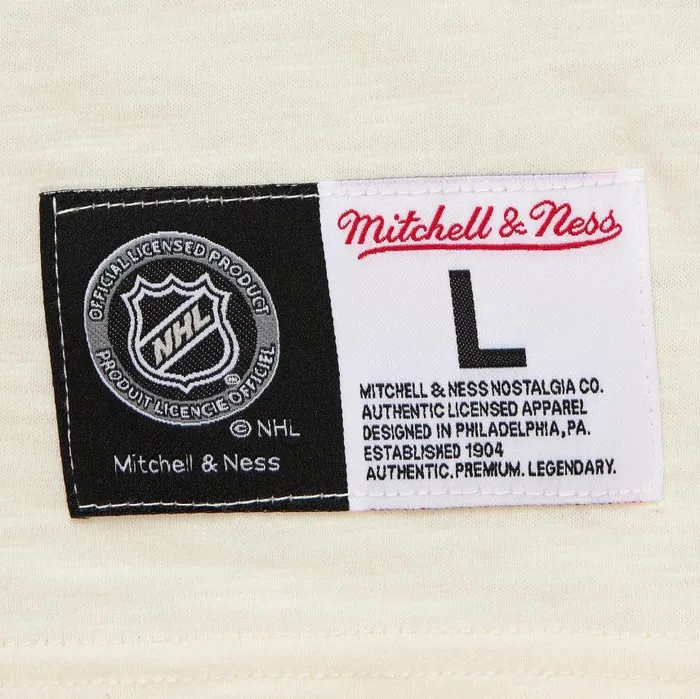 OFFICIAL LICENSED PRODUCT
NHL
PRODUIT LICENCIE OFFICIEL
®
© NHL
Mitchell & Ness
Mitchell & Ness
L
MITCHELL & NESS NOSTALGIA CO.
AUTHENTIC LICENSED APPAREL
DESIGNED IN PHILADELPHIA, PA.
ESTABLISHED 1904
AUTHENTIC. PREMIUM. LEGENDARY.